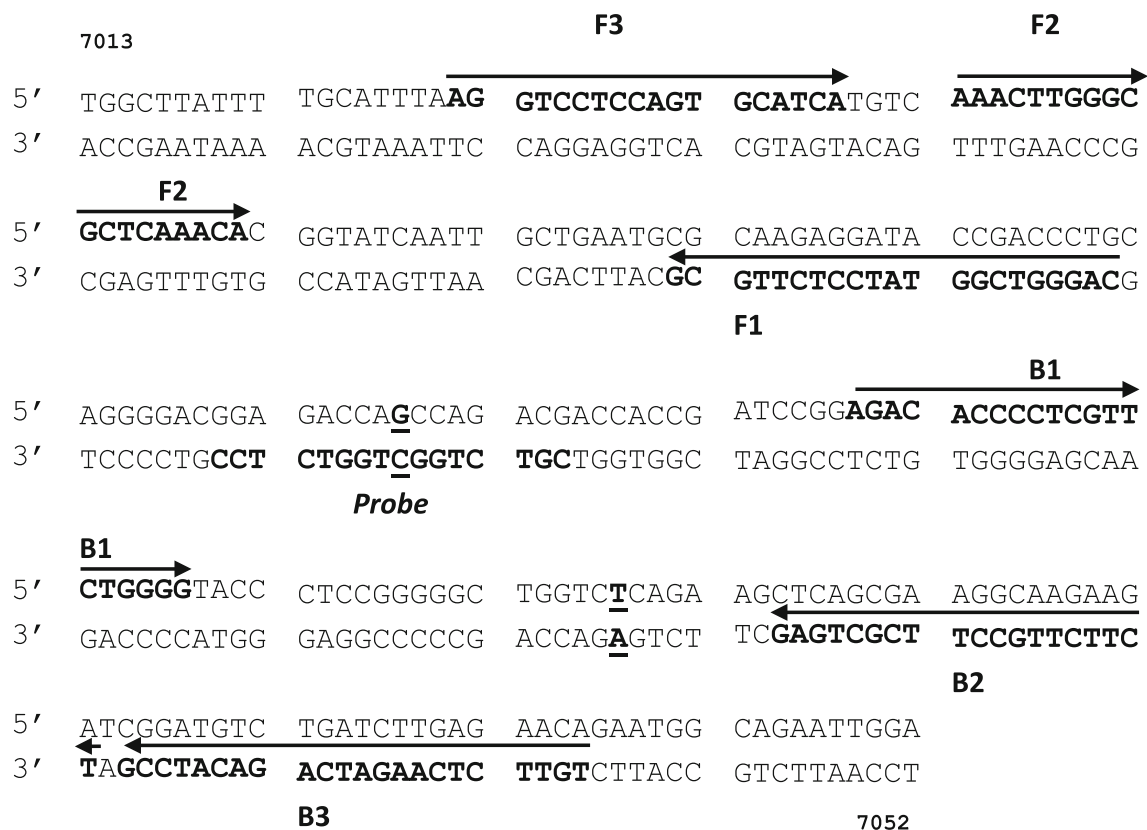 F3 F2
7013
5′ TGGCTTATTT TGCATTTAAG GTCCTCCAGT GCATCATGTC AAACTTGGGC
3′ ACCGAATAAA ACGTAAATTC CAGGAGGTCA CGTAGTACAG TTTGAACCCG
F2
5′ GCTCAAACAC GGTATCAATT GCTGAATGCG CAAGAGGATA CCGACCCTGC
3′ CGAGTTTGTG CCATAGTTAA CGACTTACGC GTTCTCCTAT GGCTGGGACG
F1
B1
5′ AGGGGACGGA GACCAGCCAG ACGACCACCG ATCCGGAGAC ACCCCTCGTT
3′ TCCCCTGCCT CTGGTCGGTC TGCTGGTGGC TAGGCCTCTG TGGGGAGCAA
Probe
B1
5′ CTGGGGTACC CTCCGGGGGC TGGTCTCAGA AGCTCAGCGA AGGCAAGAAG
3′ GACCCCATGG GAGGCCCCCG ACCAGAGTCT TCGAGTCGCT TCCGTTCTTC
B2
5′ ATCGGATGTC TGATCTTGAG AACAGAATGG CAGAATTGGA
3′ TAGCCTACAG ACTAGAACTC TTGTCTTACC GTCTTAACCT
B3 7052